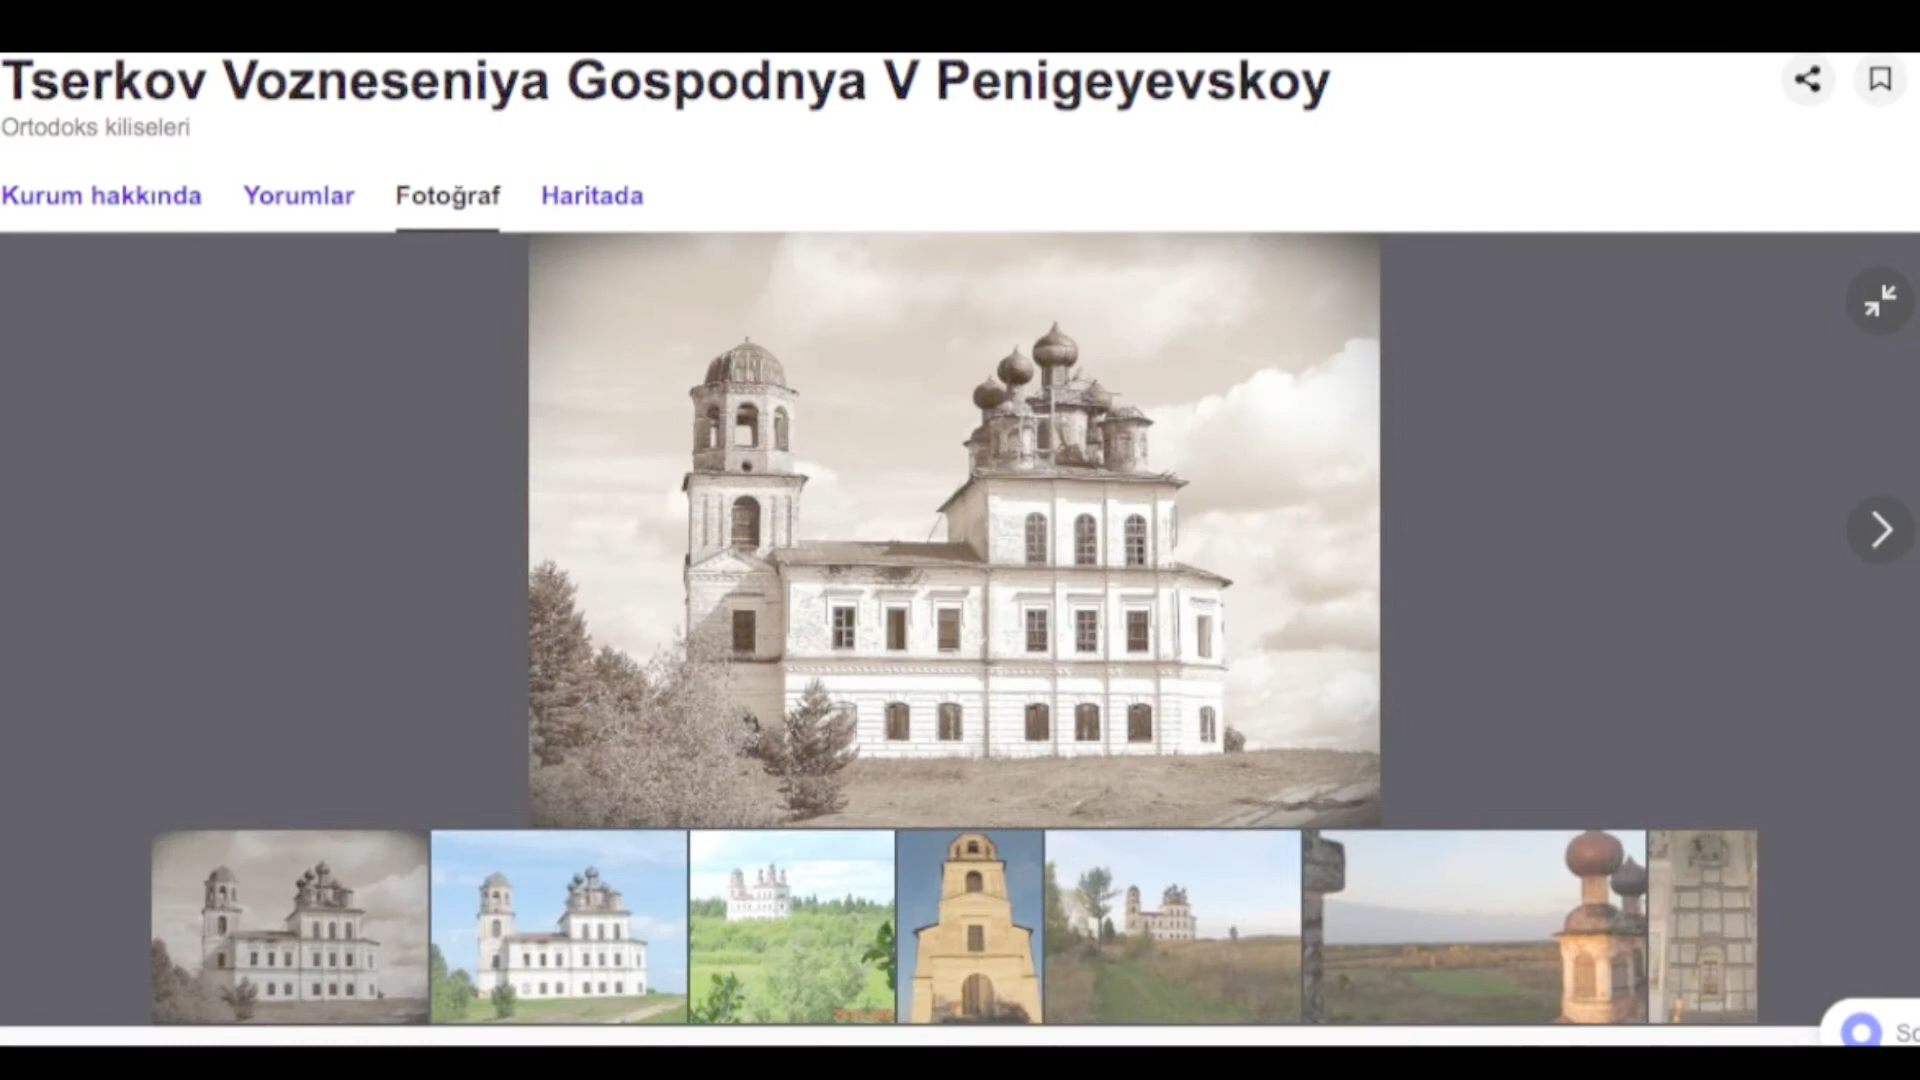 Tserkov Vozneseniya Gospodnya V Penigeyevskoy
Ortodoks kiliseleri
Kurum hakkında Yorumlar Fotoğraf Haritada